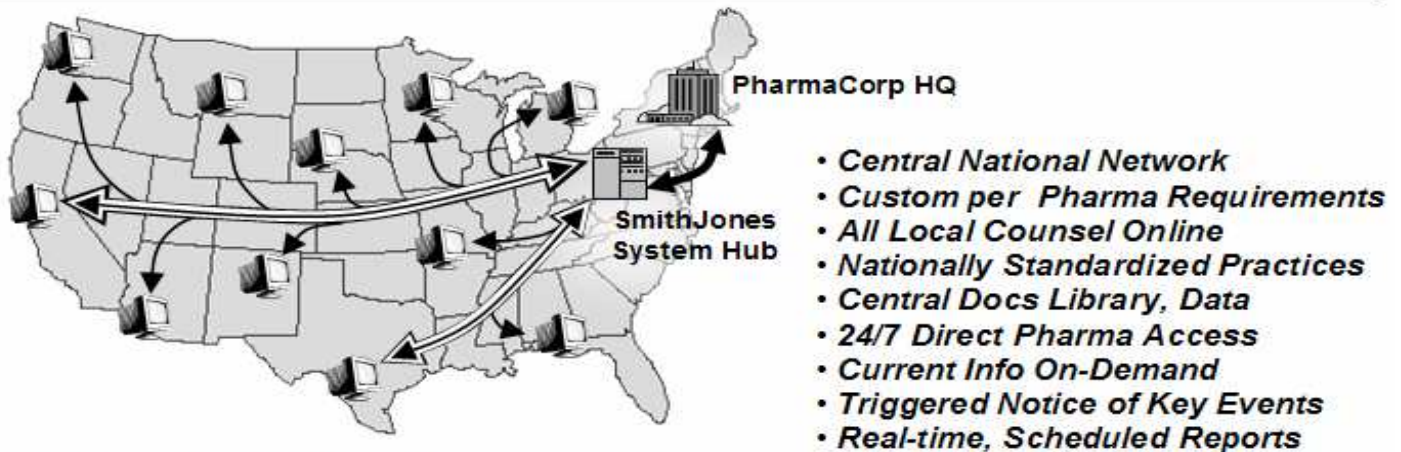 PharmaCorp HQ
SmithJones
System Hub
• Central National Network
• Custom per Pharma Requirements
• All Local Counsel Online
• Nationally Standardized Practices
• Central Docs Library, Data
• 24/7 Direct Pharma Access
• Current Info On-Demand
• Triggered Notice of Key Events
• Real-time, Scheduled Reports